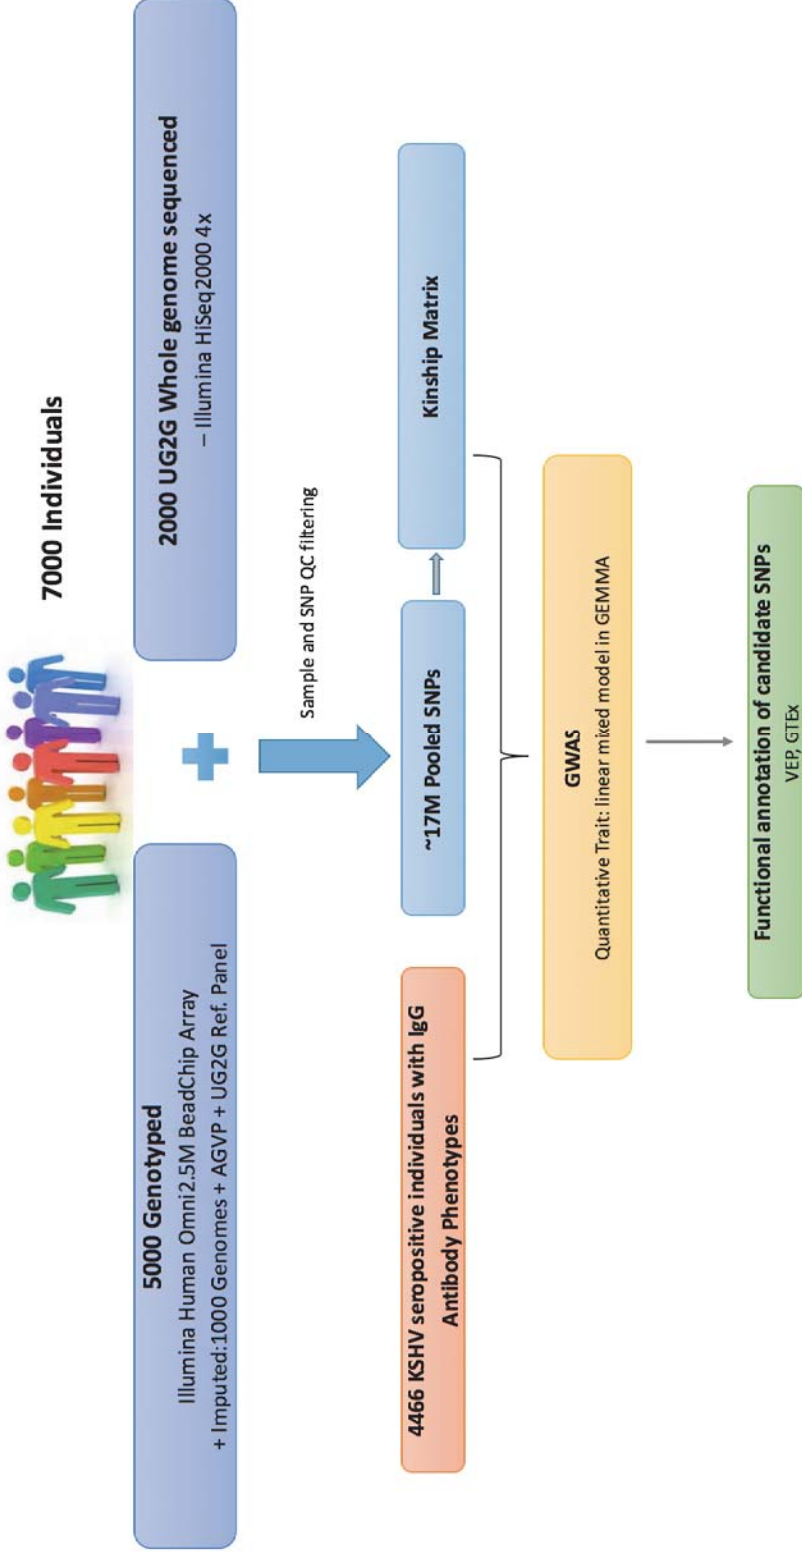 7000 Individuals
5000 Genotyped
Illumina Human Omni2.5M BeadChip Array
+ Imputed:1000 Genomes + AGVP + UG2G Ref. Panel
2000 UG2G Whole genome sequenced
– Illumina HiSeq2000 4x
Sample and SNP QC filtering
4466 KSHV seropositive individuals with IgG
Antibody Phenotypes
~17M Pooled SNPs
Kinship Matrix
GWAS
Quantitative Trait: linear mixed model in GEMMA
Functional annotation of candidate SNPs
VEP, GTEx